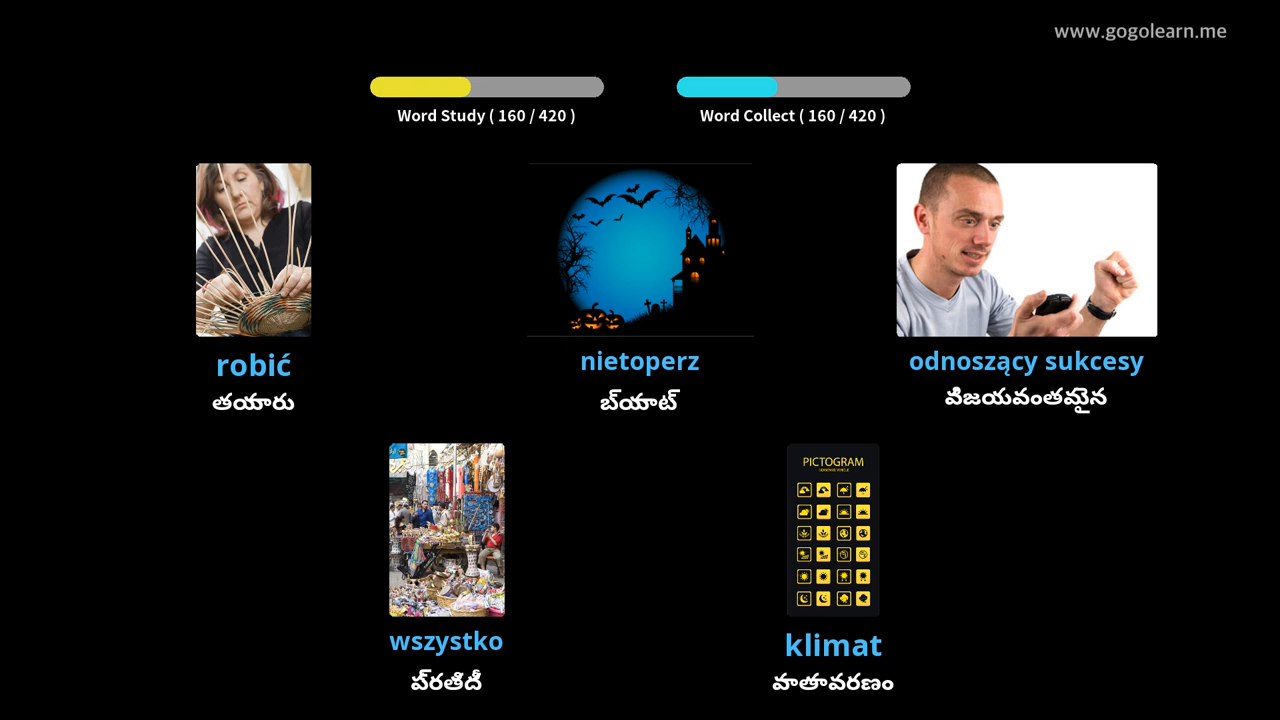 www.gogolearn.me
Word Study ( 160 / 420 )
Word Collect ( 160 / 420 )
robić
nietoperz
odnoszący sukcesy
తయారు
బ్యాట్
విజయవంతమైన
PICTOGRAM
wszystko
klimat
ప్రతిదీ
వాతావరణం